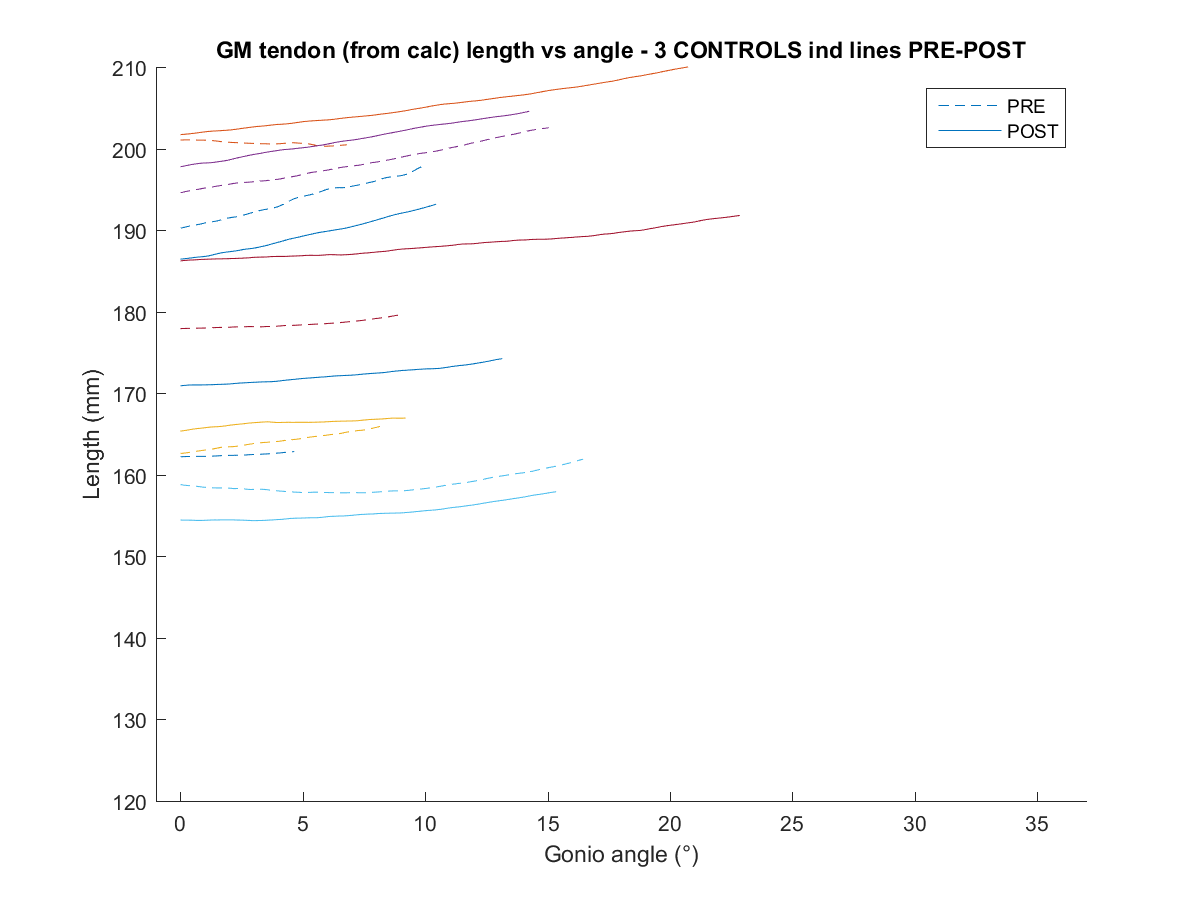 GM tendon (from calc) length vs angle - 3 CONTROLS ind lines PRE-POST
PRE
POST
210
200
190
180
170
160
150
140
130
120
Length (mm)
0 5 10 15 20 25 30 35
Gonio angle (°)